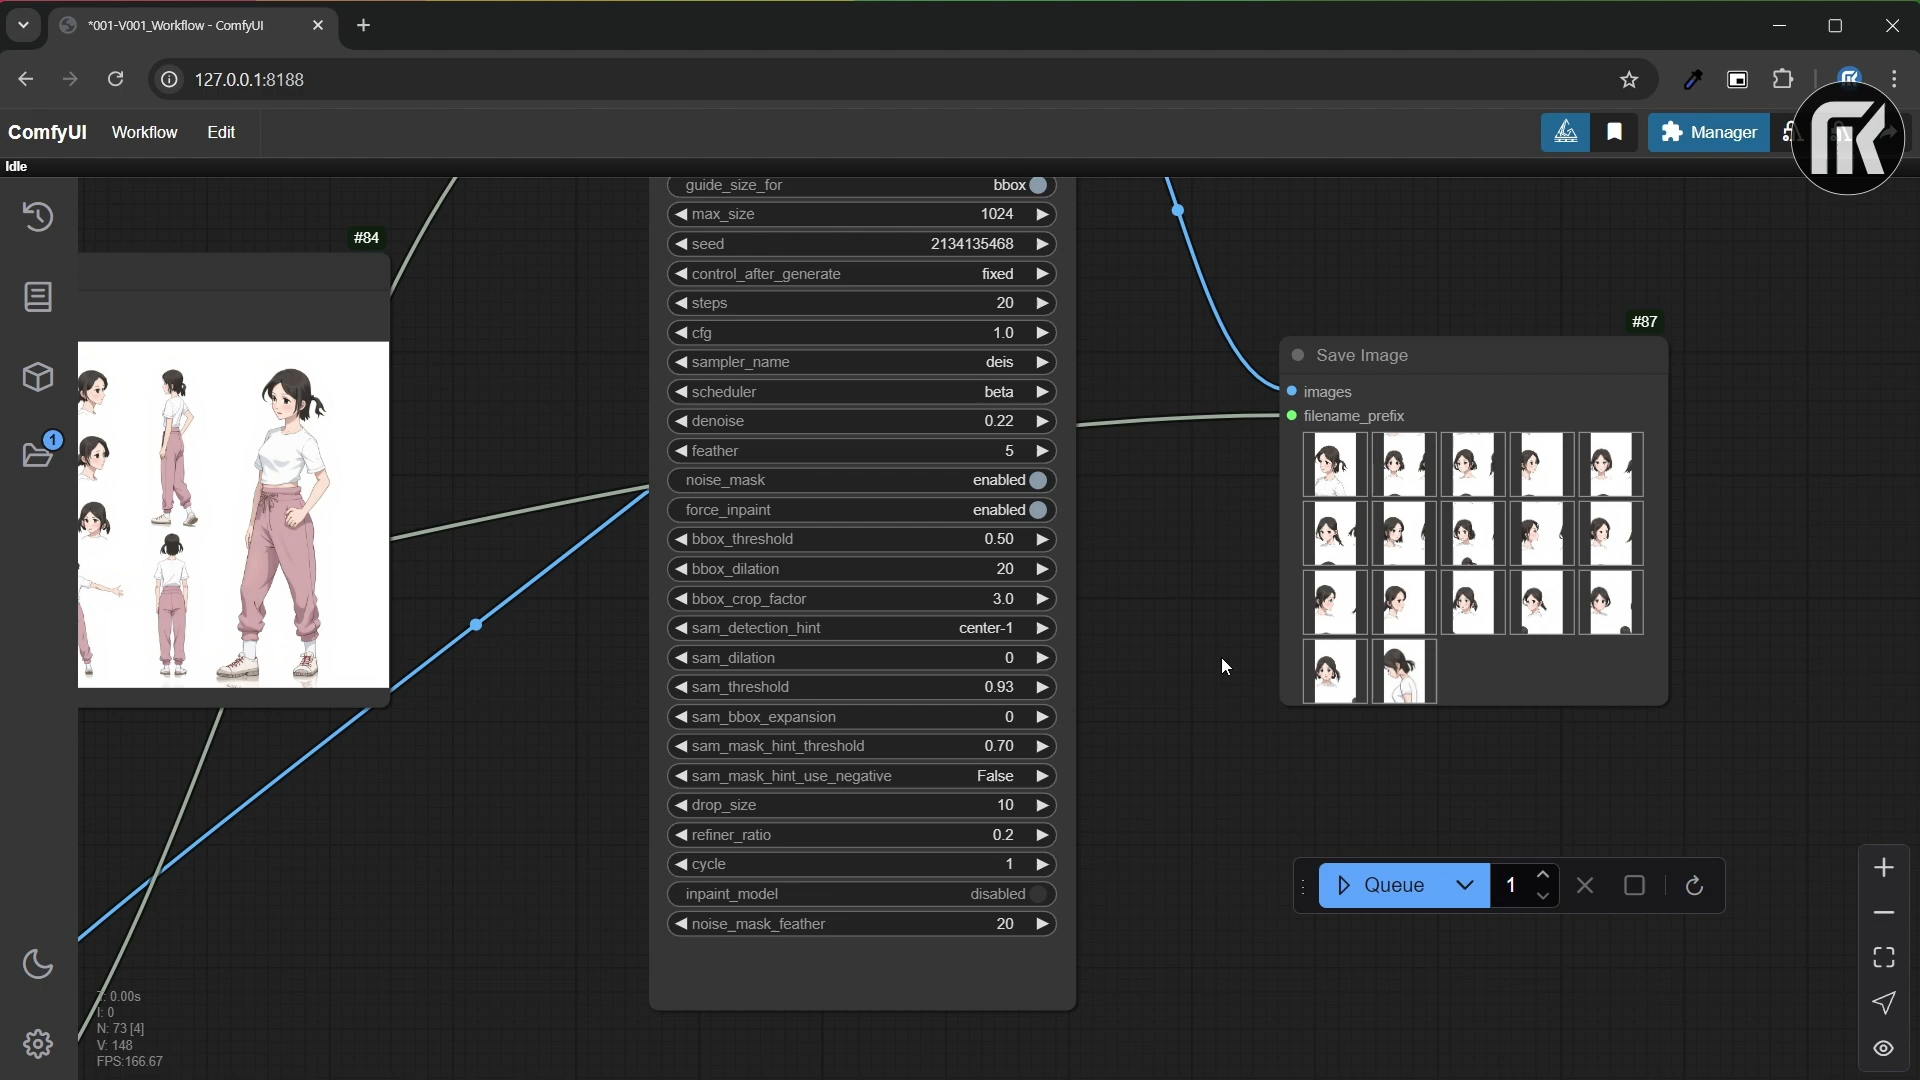 *001-V001_Workflow - ComfyUI
127.0.0.1:8188
ComfyUI Workflow Edit
Manager
Idle
#84
1
guide_size_for bbox
max_size 1024
seed 2134135468
control_after_generate fixed
steps 20
cfg 1.0
sampler_name deis
scheduler beta
denoise 0.22
feather 5
noise_mask enabled
force_inpaint enabled
bbox_threshold 0.50
bbox_dilation 20
bbox_crop_factor 3.0
sam_detection_hint center-1
sam_dilation 0
sam_threshold 0.93
sam_bbox_expansion 0
sam_mask_hint_threshold 0.70
sam_mask_hint_use_negative False
drop_size 10
refiner_ratio 0.2
cycle 1
inpaint_model disabled
noise_mask_feather 20
#87
Save Image
images
filename_prefix
Queue 1
T: 0.00s
I: 0
N: 73 [4]
V: 148
FPS:166.67